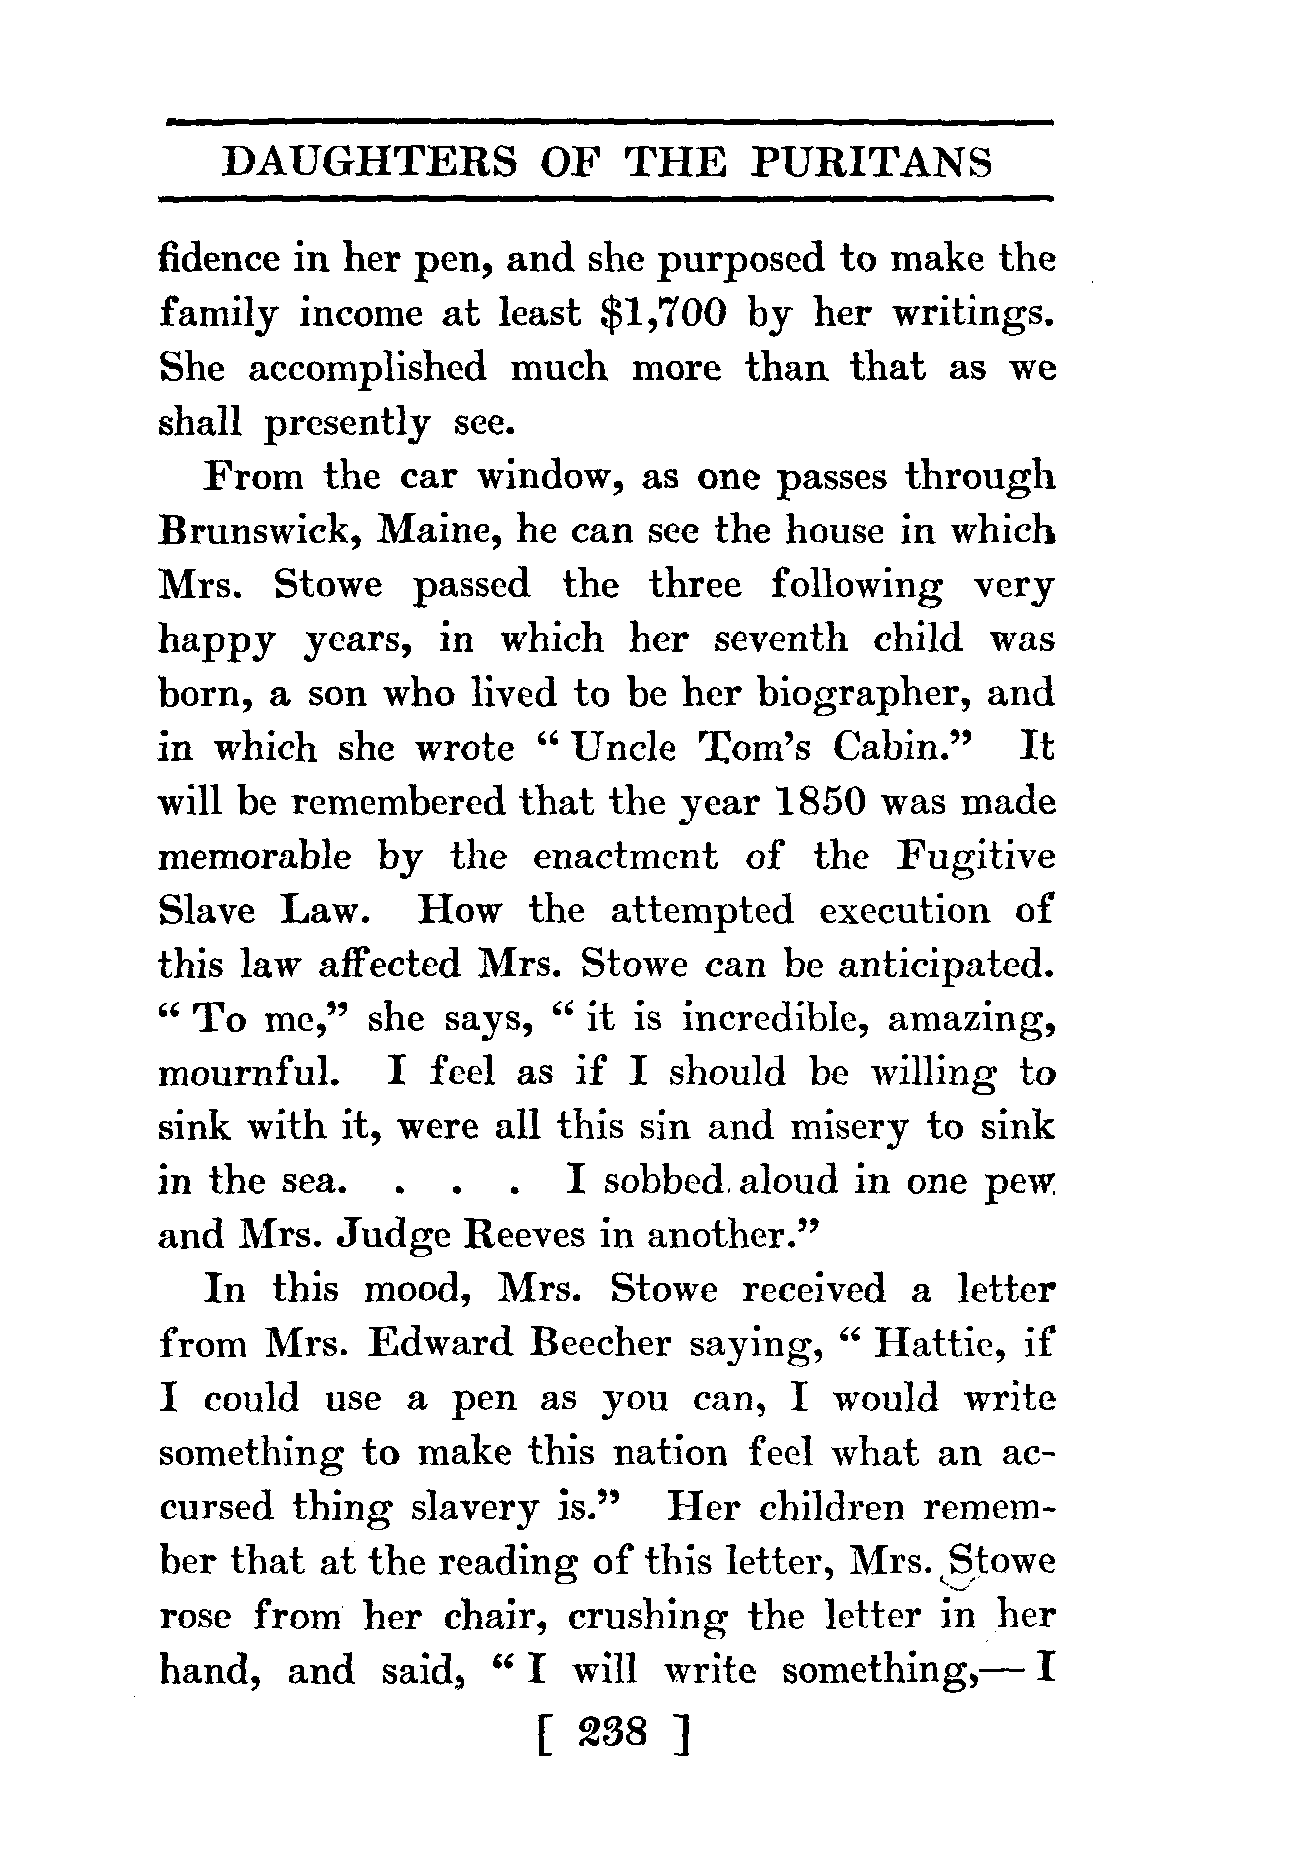 DAUGHTERS OF THE PURITANS
fidence in her pen, and she purposed to make the
family income at least $1,700 by her writings.
She accomplished much more than that as we
shall presently see.
From the car window, as one passes through
Brunswick, Maine, he can see the house in which
Mrs. Stowe passed the three following very
happy years, in which her seventh child was
born, a son who lived to be her biographer, and
in which she wrote “ Uncle Tom’s Cabin.” It
will be remembered that the year 1850 was made
memorable by the enactment of the Fugitive
Slave Law. How the attempted execution of
this law affected Mrs. Stowe can be anticipated.
“ To me,” she says, “ it is incredible, amazing,
mournful. I feel as if I should be willing to
sink with it, were all this sin and misery to sink
in the sea. . . . I sobbed aloud in one pew
and Mrs. Judge Reeves in another.”
In this mood, Mrs. Stowe received a letter
from Mrs. Edward Beecher saying, “ Hattie, if
I could use a pen as you can, I would write
something to make this nation feel what an ac-
cursed thing slavery is.” Her children remem-
ber that at the reading of this letter, Mrs. Stowe
rose from her chair, crushing the letter in her
hand, and said, “ I will write something,— I
[ 238 ]